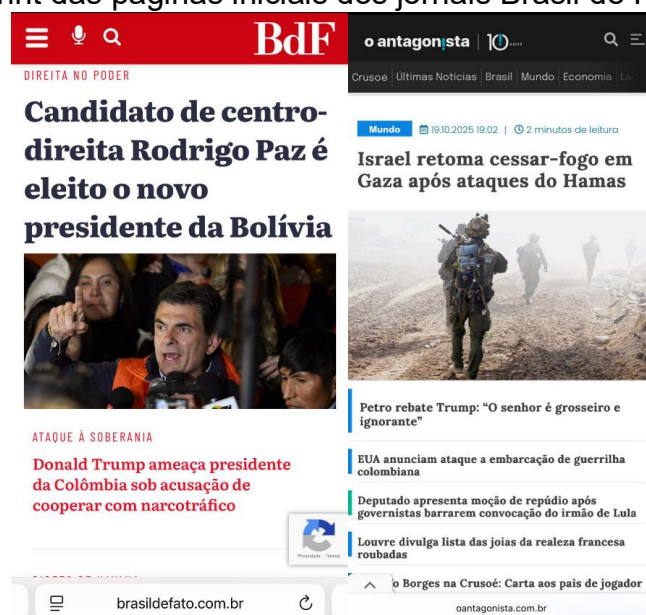 BdF
DIREITA NO PODER
Candidato de centro-
direita Rodrigo Paz é
eleito o novo
presidente da Bolívia
ATAQUE À SOBERANIA
Donald Trump ameaça presidente
da Colômbia sob acusação de
cooperar com narcotráfico
Privacidade - Termos
brasildefato.com.br
o antagonista | 10 ANOS
Crusoé Últimas Notícias Brasil Mundo Economia
Mundo 19.10.2025 19:02 | 2 minutos de leitura
Israel retoma cessar-fogo em
Gaza após ataques do Hamas
Petro rebate Trump: “O senhor é grosseiro e
ignorante”
EUA anunciam ataque a embarcação de guerrilha
colombiana
Deputado apresenta moção de repúdio após
governistas barrarem convocação do irmão de Lula
Louvre divulga lista das joias da realeza francesa
roubadas
o Borges na Crusoé: Carta aos pais de jogador
oantagonista.com.br